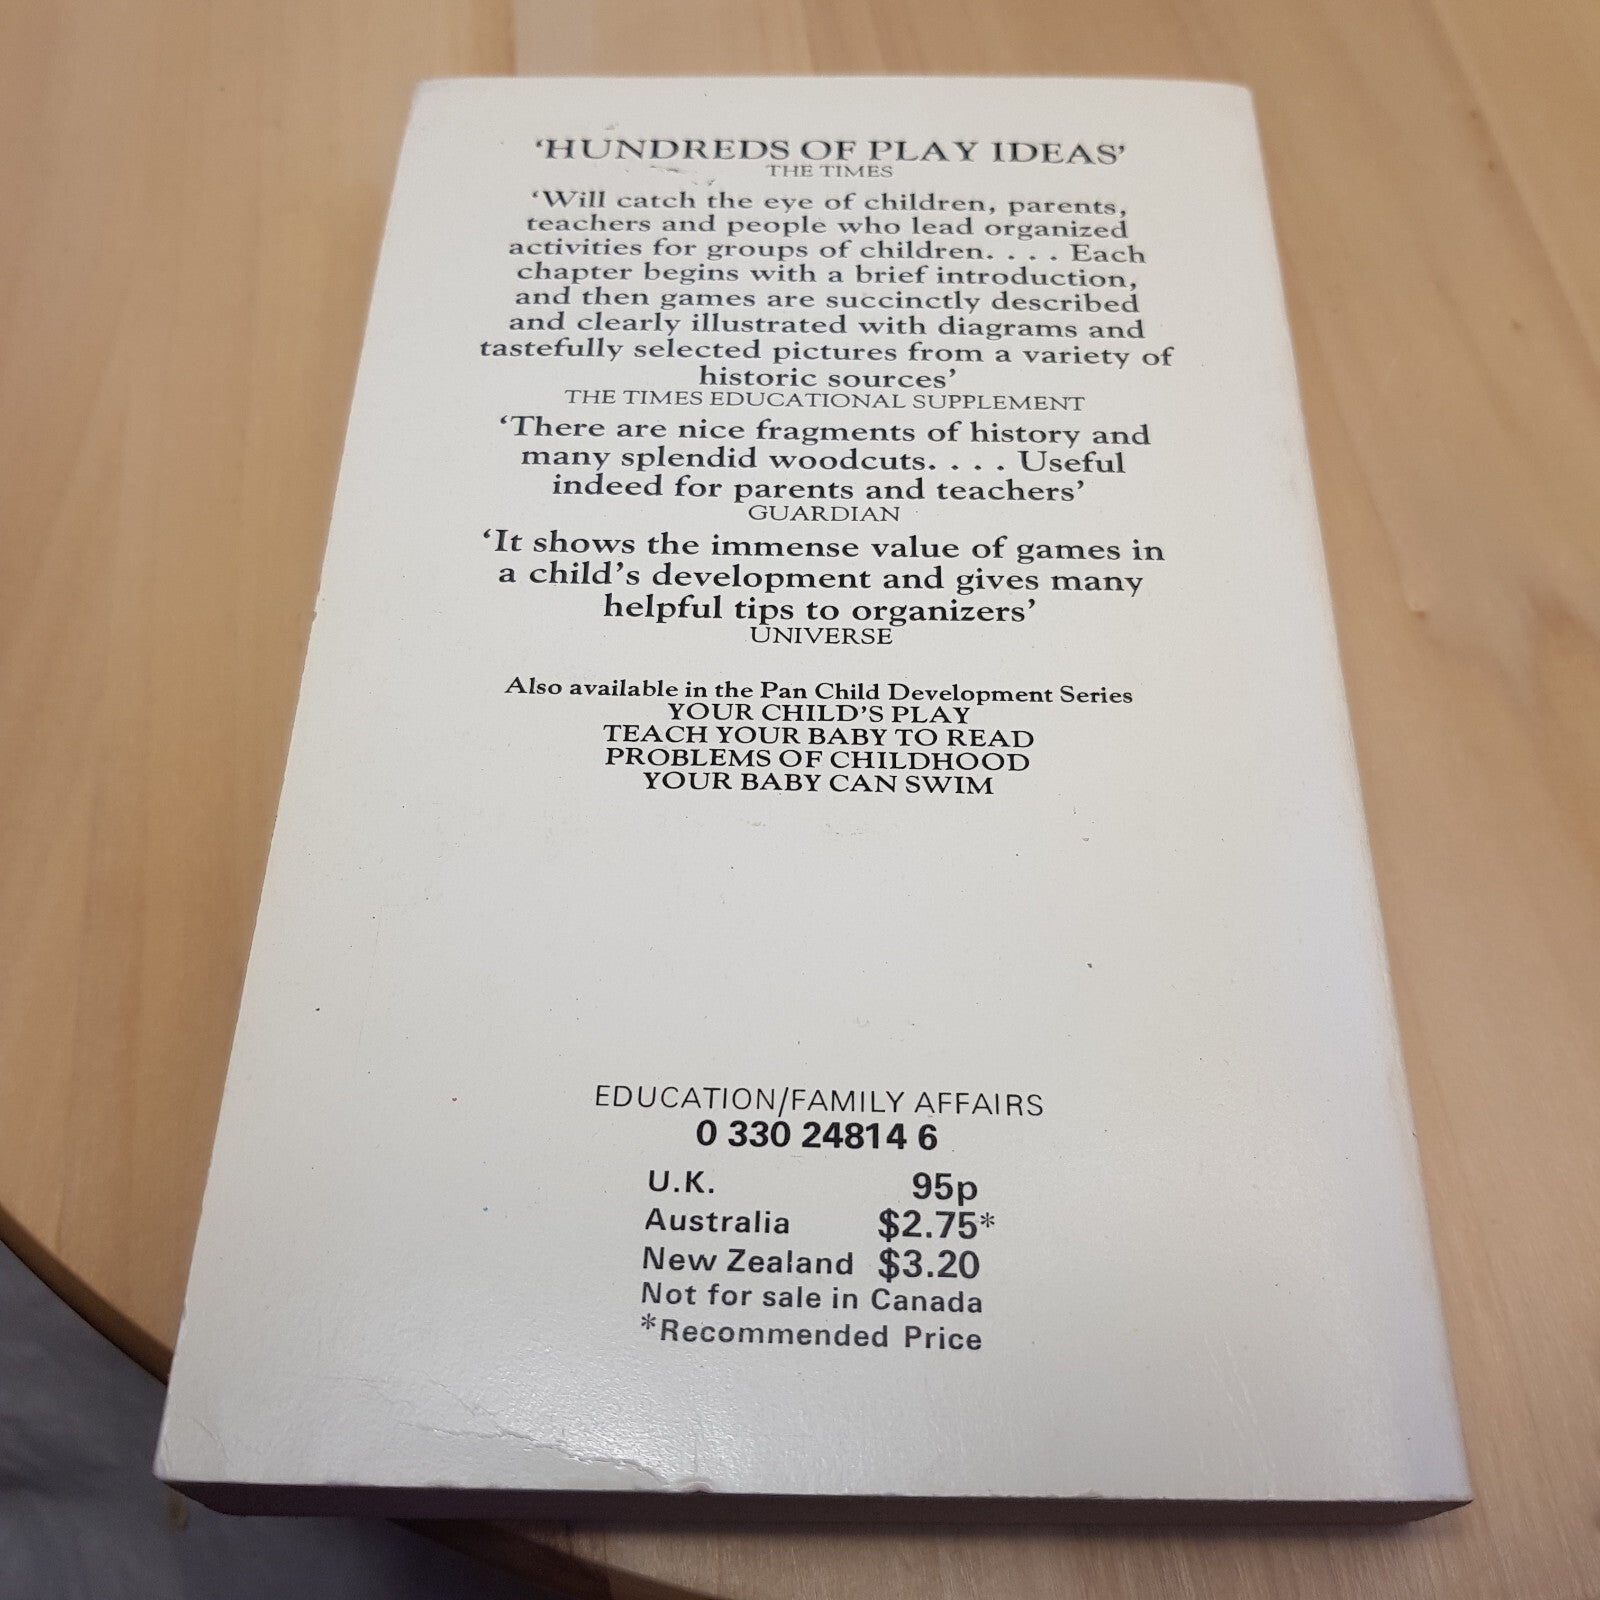 ‘HUNDREDS OF PLAY IDEAS’
THE TIMES
‘Will catch the eye of children, parents,
teachers and people who lead organized
activities for groups of children. . . . Each
chapter begins with a brief introduction,
and then games are succinctly described
and clearly illustrated with diagrams and
tastefully selected pictures from a variety of
historic sources’
THE TIMES EDUCATIONAL SUPPLEMENT
‘There are nice fragments of history and
many splendid woodcuts. . . . Useful
indeed for parents and teachers’
GUARDIAN
‘It shows the immense value of games in
a child’s development and gives many
helpful tips to organizers’
UNIVERSE
Also available in the Pan Child Development Series
YOUR CHILD’S PLAY
TEACH YOUR BABY TO READ
PROBLEMS OF CHILDHOOD
YOUR BABY CAN SWIM
EDUCATION/FAMILY AFFAIRS
0 330 24814 6
U.K. 95p
Australia $2.75*
New Zealand $3.20
Not for sale in Canada
*Recommended Price